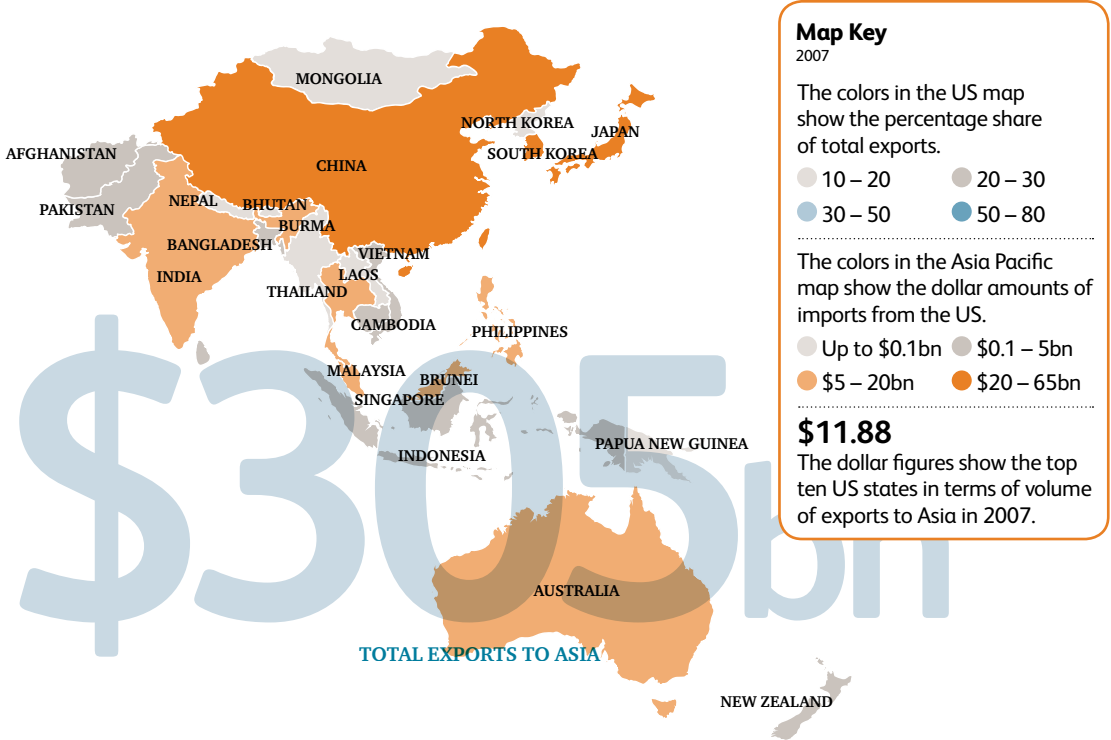 MONGOLIA
NORTH KOREA
JAPAN
AFGHANISTAN
SOUTH KOREA
CHINA
PAKISTAN
NEPAL
BHUTAN
BURMA
BANGLADESH
VIETNAM
INDIA
LAOS
THAILAND
CAMBODIA
PHILIPPINES
MALAYSIA
BRUNEI
SINGAPORE
PAPUA NEW GUINEA
INDONESIA
$305bn
AUSTRALIA
TOTAL EXPORTS TO ASIA
NEW ZEALAND
Map Key
2007
The colors in the US map
show the percentage share
of total exports.
10 – 20 20 – 30
30 – 50 50 – 80
The colors in the Asia Pacific
map show the dollar amounts of
imports from the US.
Up to $0.1bn $0.1 – 5bn
$5 – 20bn $20 – 65bn
$11.88
The dollar figures show the top
ten US states in terms of volume
of exports to Asia in 2007.